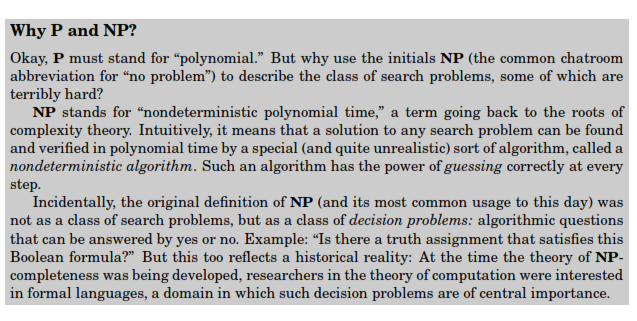 Why P and NP?
Okay, P must stand for “polynomial.” But why use the initials NP (the common chatroom
abbreviation for “no problem”) to describe the class of search problems, some of which are
terribly hard?
NP stands for “nondeterministic polynomial time,” a term going back to the roots of
complexity theory. Intuitively, it means that a solution to any search problem can be found
and verified in polynomial time by a special (and quite unrealistic) sort of algorithm, called a
nondeterministic algorithm. Such an algorithm has the power of guessing correctly at every
step.
Incidentally, the original definition of NP (and its most common usage to this day) was
not as a class of search problems, but as a class of decision problems: algorithmic questions
that can be answered by yes or no. Example: “Is there a truth assignment that satisfies this
Boolean formula?” But this too reflects a historical reality: At the time the theory of NP-
completeness was being developed, researchers in the theory of computation were interested
in formal languages, a domain in which such decision problems are of central importance.